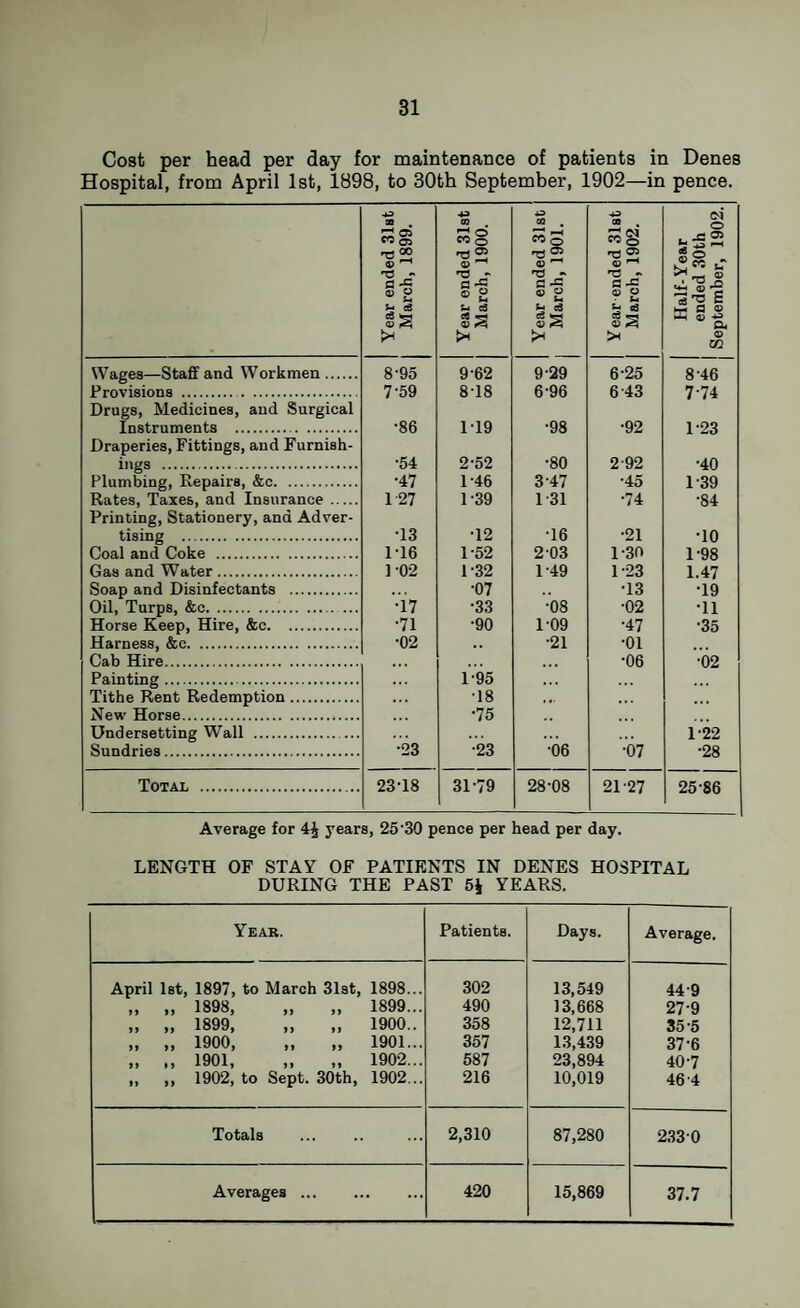 31
Cost per head per day for maintenance of patients in Denes
Hospital, from April 1st, 1898, to 30th September, 1902—in pence.
Year ended 31st March, 1899. Year ended 31st March, 1900. Year ended 31st March, 1901. Year ended 31st March, 1902. Half-Year ended 30th September, 1902.
Wages—Staff and Workmen ...... 8·95 9·62 9·29 6·25 8·46
Provisions ........................... 7·59 8·18 6·96 6·43 7·74
Drugs, Medicines, and Surgical
Instruments ..................... ·86 1·19 ·98 ·92 1·23
Draperies, Fittings, and Furnish-
ings .............................. ·54 2·52 ·80 2·92 ·40
Plumbing, Repairs, &c. ............ ·47 1·46 3·47 ·45 1·39
Rates, Taxes, and Insurance ..... 1·27 1·39 1·31 ·74 ·84
Printing, Stationery, and Adver-
tising ........................... ·13 ·12 ·16 ·21 ·10
Coal and Coke ..................... 1·16 1·52 2·03 1·30 1·98
Gas and Water ..................... 1·02 1·32 1·49 1·23 1.47
Soap and Disinfectants ............ ... ·07 .. ·13 ·19
Oil, Turps, &c. ..................... ·17 ·33 ·08 ·02 ·11
Horse Keep, Hire, &c. ............ ·71 ·90 1·09 ·47 ·35
Harness, &c. ........................ ·02 .. ·21 ·01 ...
Cab Hire ........................... ... ... ... ·06 ·02
Painting ........................... ... 1·95 ... ... ...
Tithe Rent Redemption ............ ... ·18 ... ... ...
New Horse ........................... ... ·75 .. ... ...
Undersetting Wall .................. ... ... ... ... 1·22
Sundries ........................... ·23 ·23 ·06 ·07 ·28
Total ........................ 23·18 31·79 28·08 21·27 25·86
Average for 4½ years, 25·30 pence per head per day.
LENGTH OF STAY OF PATIENTS IN DENES HOSPITAL
DURING THE PAST 5½ YEARS.
Year. Patients. Days. Average.
April 1st, 1897, to March 31st, 1898... 302 13,549 44·9
,, ,, 1898, ,, ,, 1899... 490 13,668 27·9
,, ,, 1899, ,, ,, 1900.. 358 12,711 35·5
,, ,, 1900, ,, ,, 1901... 357 13,439 37·6
,, ,, 1901, ,, ,, 1902... 587 23,894 40·7
,, ,, 1902, to Sept. 30th, 1902... 216 10,019 46·4
Totals ... .. ... 2,310 87,280 233·0
Averages ... ... ... 420 15,869 37.7